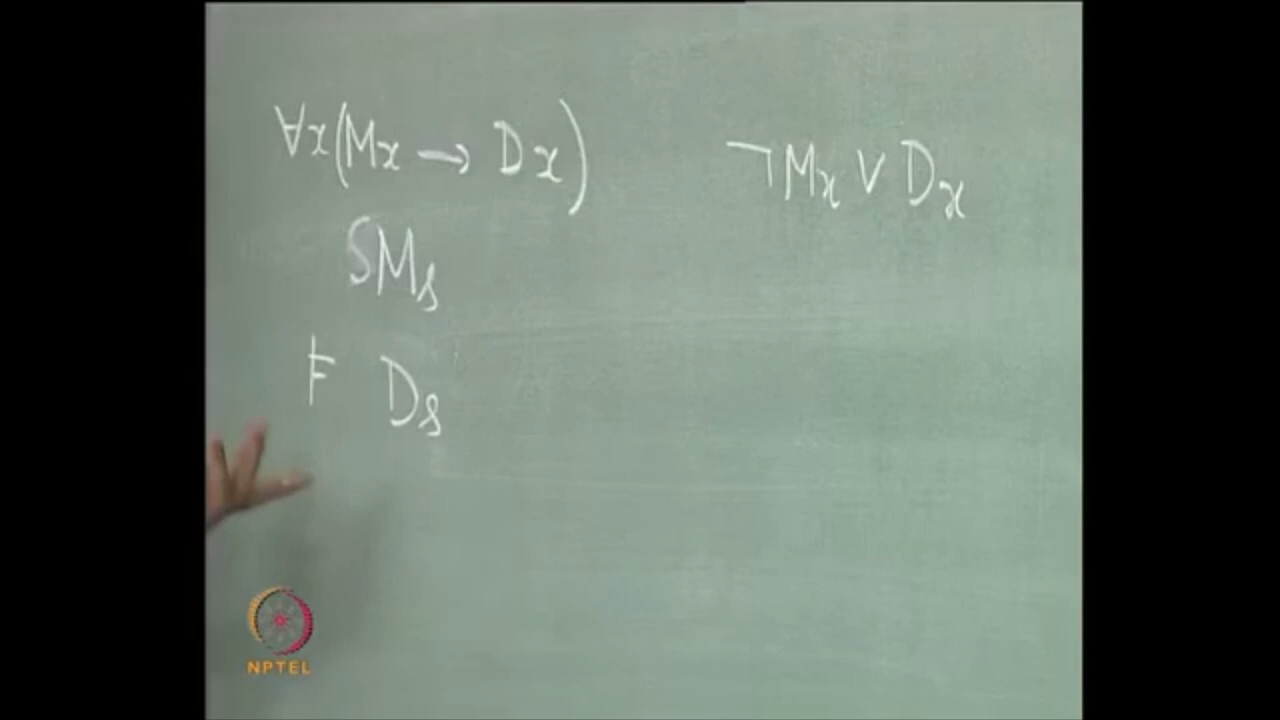 ∀x(Mx → Dx)
¬Mx ∨ Dx
SMs
⊨ Ds
NPTEL